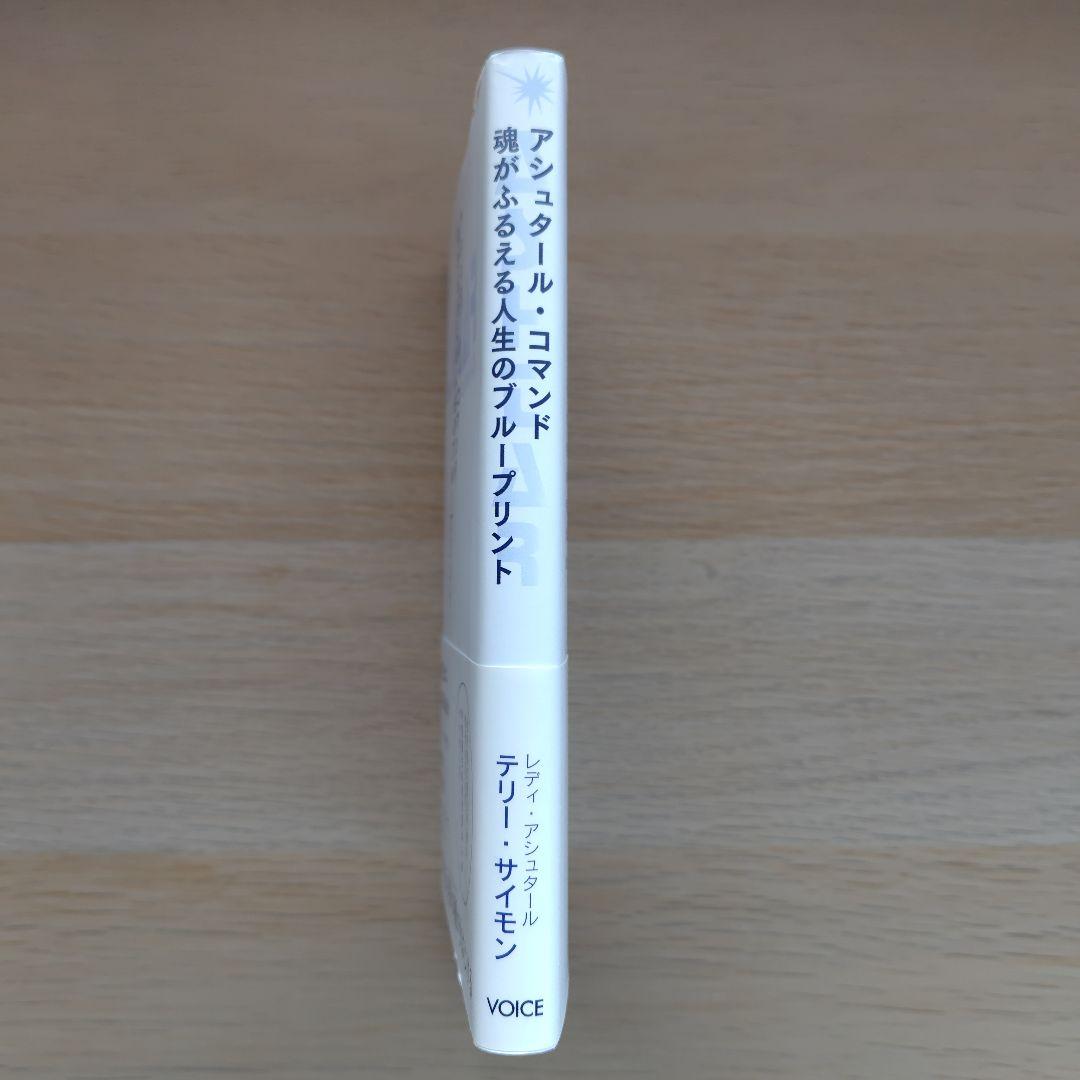 アシュタール・コマンド
魂がふるえる人生のブループリント
ASHTAR
レディ・アシュタール
テリー・サイモン
VOICE